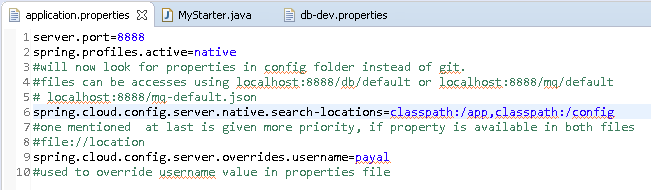 application.properties MyStarter.java db-dev.properties
1 server.port=8888
2 spring.profiles.active=native
3 #will now look for properties in config folder instead of git.
4 #files can be accesses using localhost:8888/db/default or localhost:8888/mq/default
5 # localhost:8888/mq-default.json
6 spring.cloud.config.server.native.search-locations=classpath:/app,classpath:/config
7 #one mentioned  at last is given more priority, if property is available in both files
8 #file://location
9 spring.cloud.config.server.overrides.username=payal
10 #used to override username value in properties file